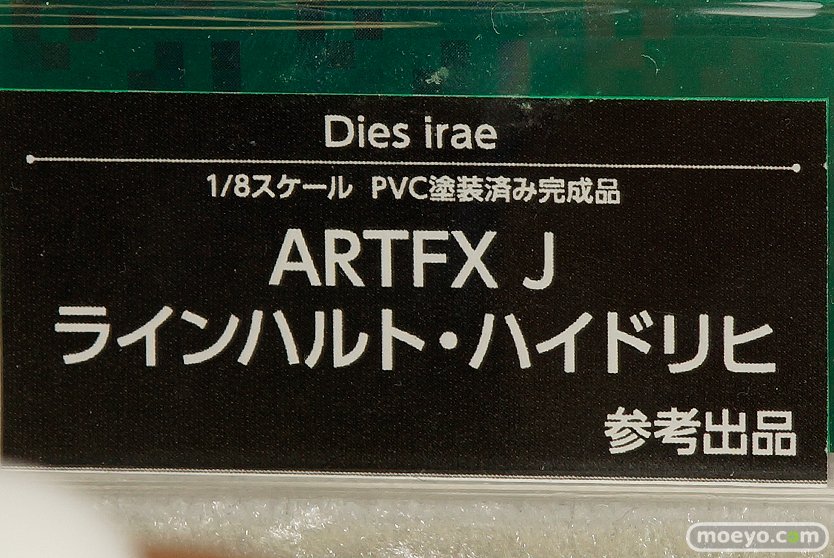 Dies irae
1/8スケール PVC塗装済み完成品
ARTFX J
ラインハルト・ハイドリヒ
参考出品
moeyo.com